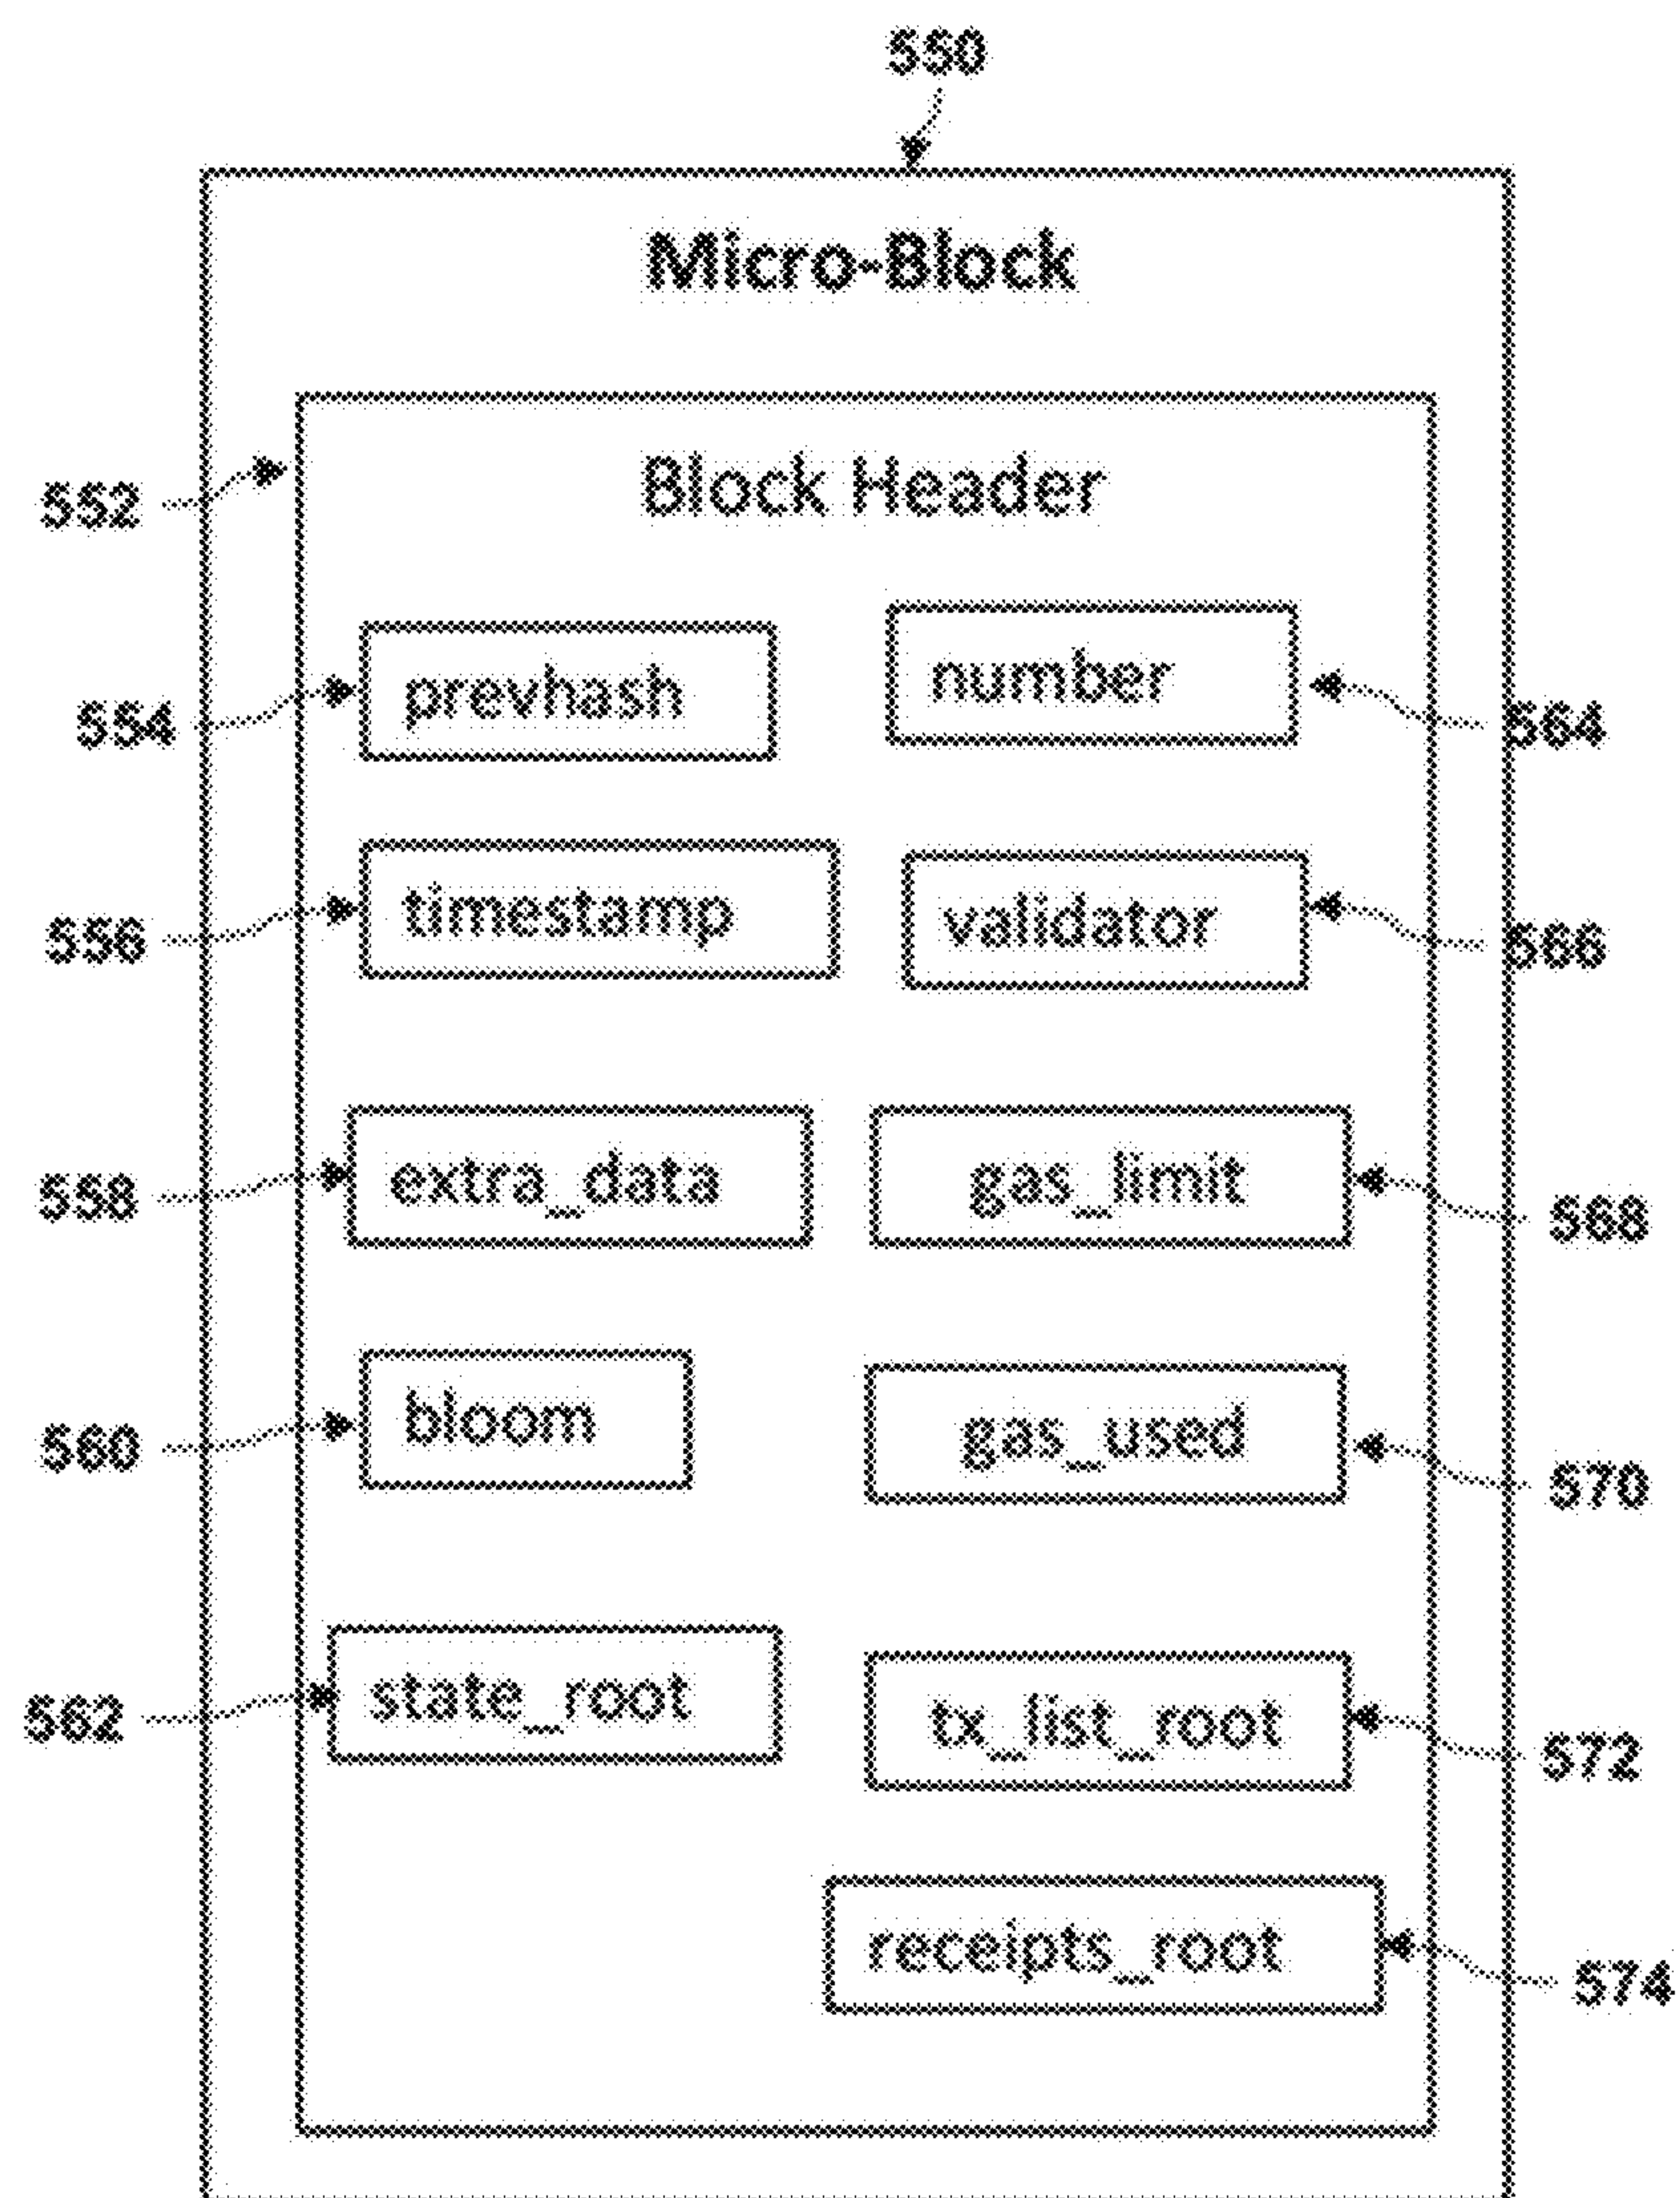 550
Micro-Block
552
Block Header
554
prevhash
number
564
556
timestamp
validator
566
558
extra_data
gas_limit
568
560
bloom
gas_used
570
562
state_root
tx_list_root
572
receipts_root
574